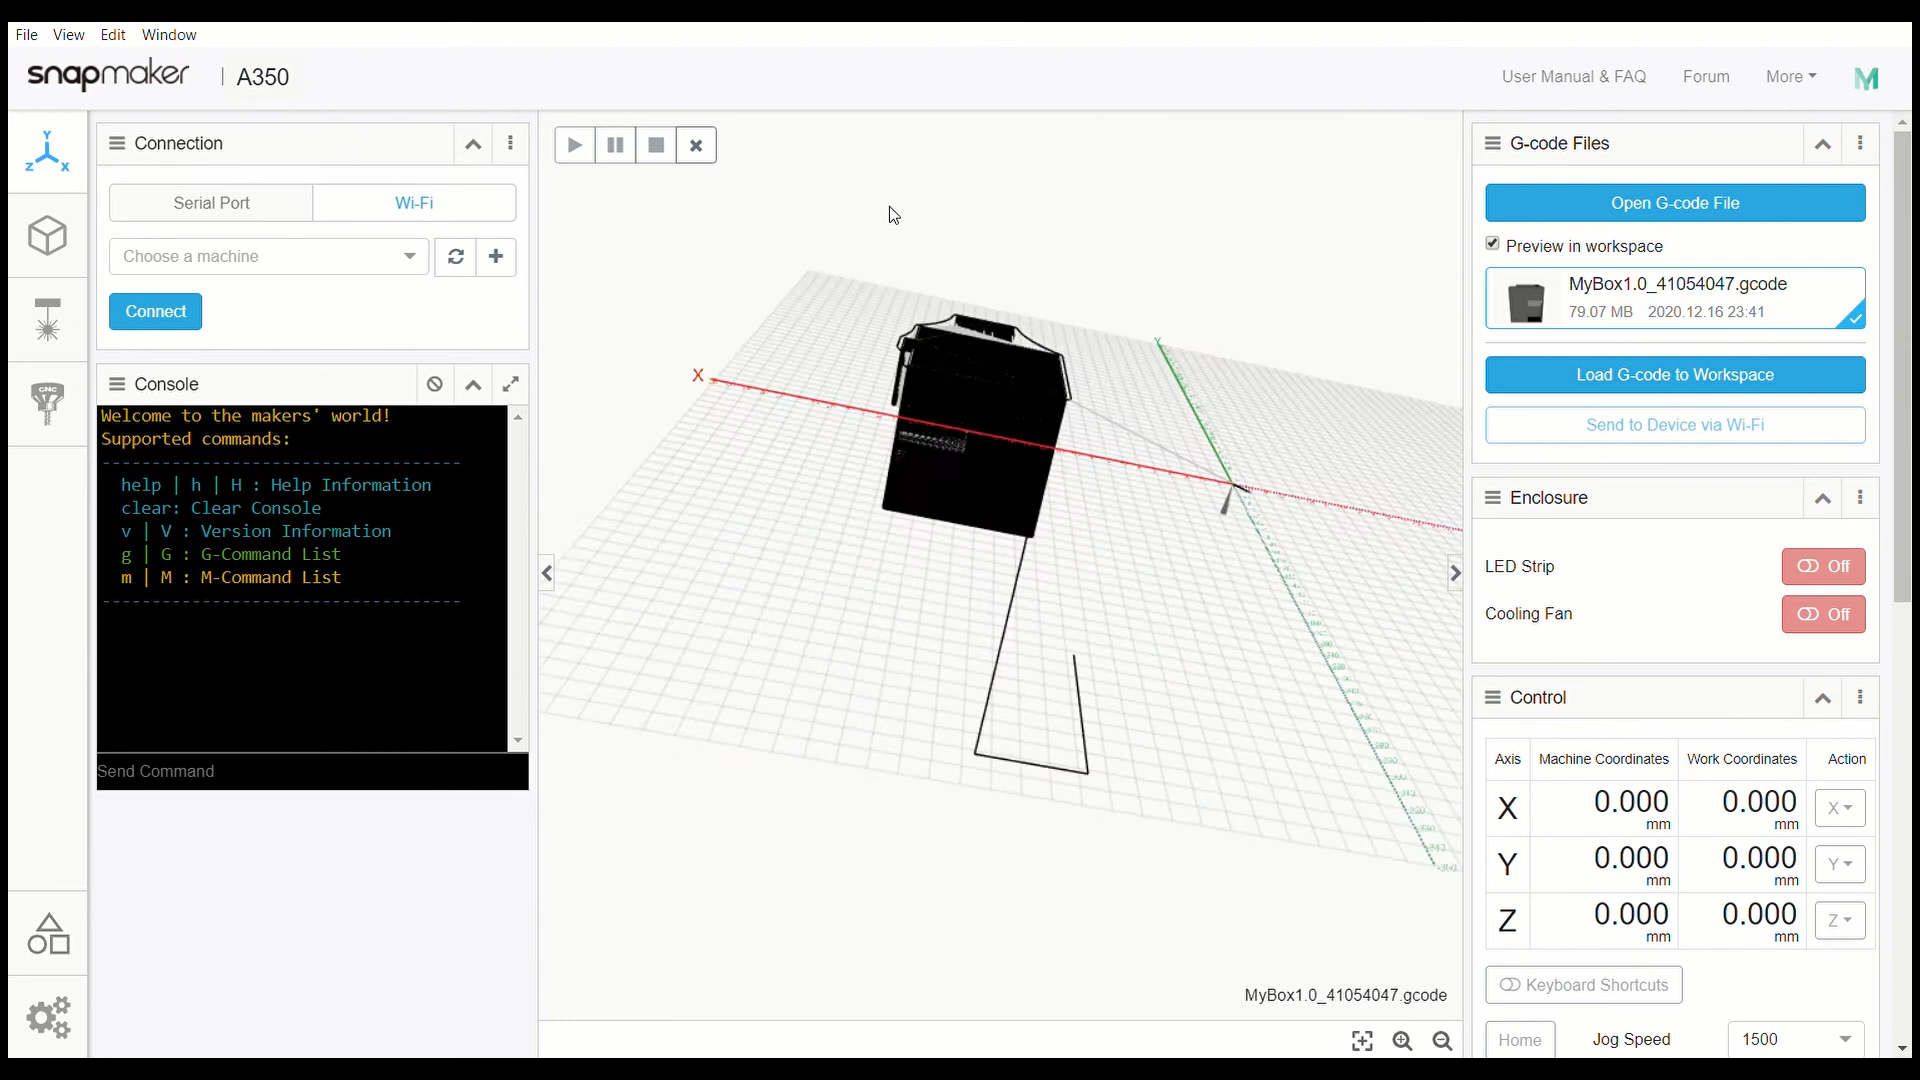 File View Edit Window
snapmaker | A350
User Manual & FAQ Forum More
Connection
Serial Port Wi-Fi
Choose a machine
Connect
Console
Welcome to the makers' world!
Supported commands:
------------------------------------
help | h | H : Help Information
clear: Clear Console
v | V : Version Information
g | G : G-Command List
m | M : M-Command List
------------------------------------
Send Command
Y
Z X
CNC
X
Y
MyBox1.0_41054047.gcode
G-code Files
Open G-code File
Preview in workspace
MyBox1.0_41054047.gcode
79.07 MB 2020.12.16 23:41
Load G-code to Workspace
Send to Device via Wi-Fi
Enclosure
LED Strip Off
Cooling Fan Off
Control
Axis Machine Coordinates Work Coordinates Action
X 0.000 mm 0.000 mm X
Y 0.000 mm 0.000 mm Y
Z 0.000 mm 0.000 mm Z
Keyboard Shortcuts
Home Jog Speed 1500